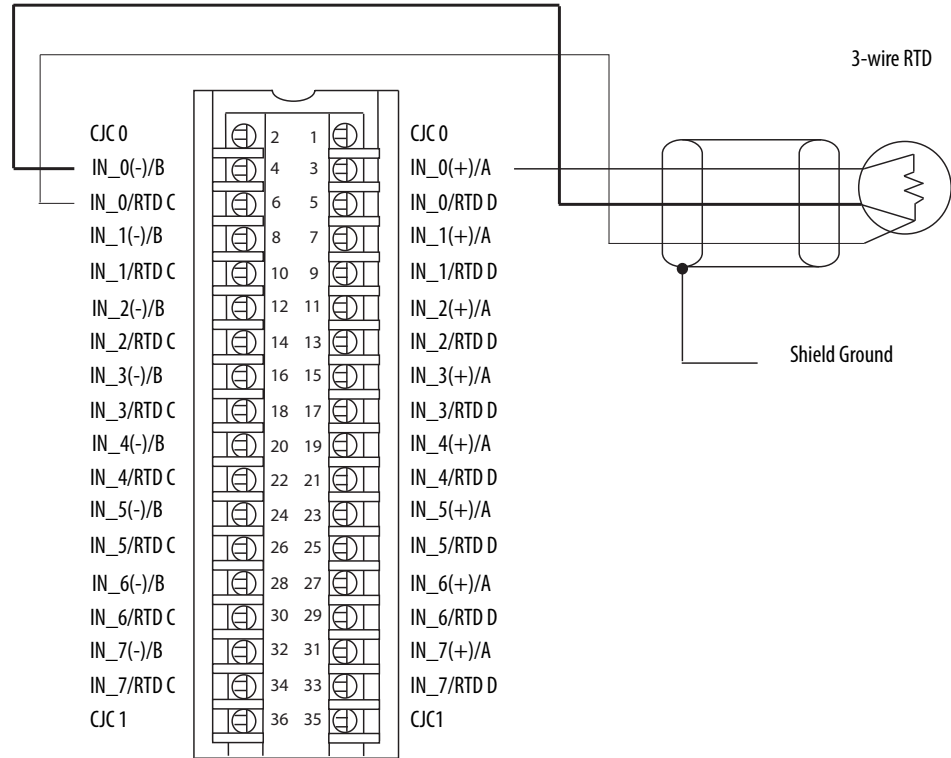 3-wire RTD
CJC 0 2 1 CJC 0
IN_0(-)/B 4 3 IN_0(+)/A
IN_0/RTD C 6 5 IN_0/RTD D
IN_1(-)/B 8 7 IN_1(+)/A
IN_1/RTD C 10 9 IN_1/RTD D
IN_2(-)/B 12 11 IN_2(+)/A
IN_2/RTD C 14 13 IN_2/RTD D
Shield Ground
IN_3(-)/B 16 15 IN_3(+)/A
IN_3/RTD C 18 17 IN_3/RTD D
IN_4(-)/B 20 19 IN_4(+)/A
IN_4/RTD C 22 21 IN_4/RTD D
IN_5(-)/B 24 23 IN_5(+)/A
IN_5/RTD C 26 25 IN_5/RTD D
IN_6(-)/B 28 27 IN_6(+)/A
IN_6/RTD C 30 29 IN_6/RTD D
IN_7(-)/B 32 31 IN_7(+)/A
IN_7/RTD C 34 33 IN_7/RTD D
CJC 1 36 35 CJC1